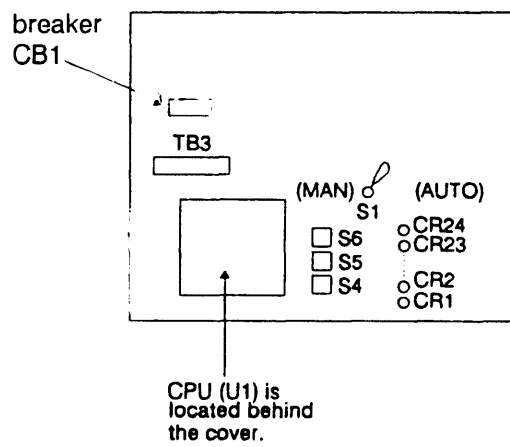 breaker
CB1
TB3
(MAN)
(AUTO)
S1
S6
S5
S4
CR24
CR23
CR2
CR1
CPU (U1) is
located behind
the cover.